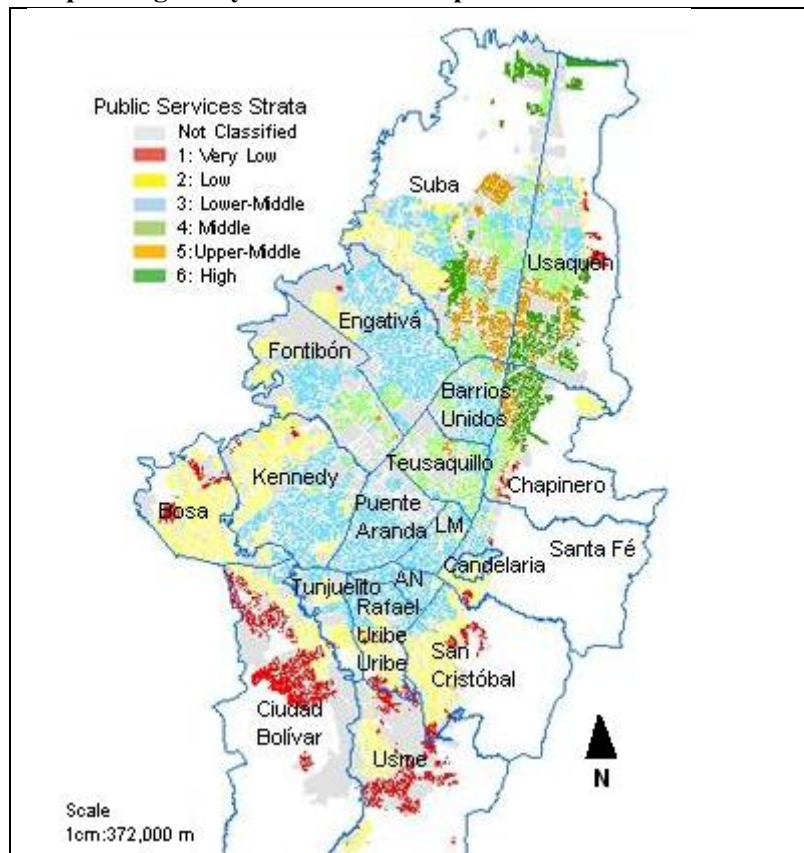 Public Services Strata
Not Classified
1: Very Low
2: Low
3: Lower-Middle
4: Middle
5:Upper-Middle
6: High
Suba
Usaquen
Engativá
Fontibón
Barrios
Unidos
Teusaquillo
Kennedy
Chapinero
Puente
Aranda
Bosa
LM
Santa Fé
Candelaria
Tunjuelito
AN
Rafael
Uribe
Uribe
San
Cristóbal
Ciudad
Bolívar
Usme
N
Scale
1cm:372,000 m